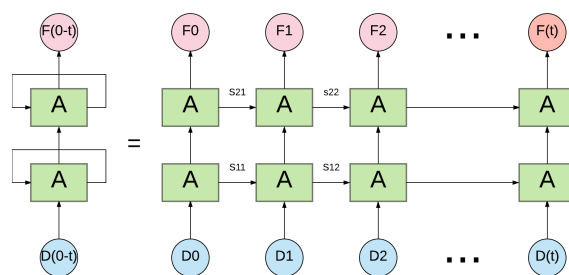 F(0-t) F0 F1 F2 ... F(t)
S21 s22
A A A A A
=
S11 S12
A A A A A
D(0-t) D0 D1 D2 ... D(t)